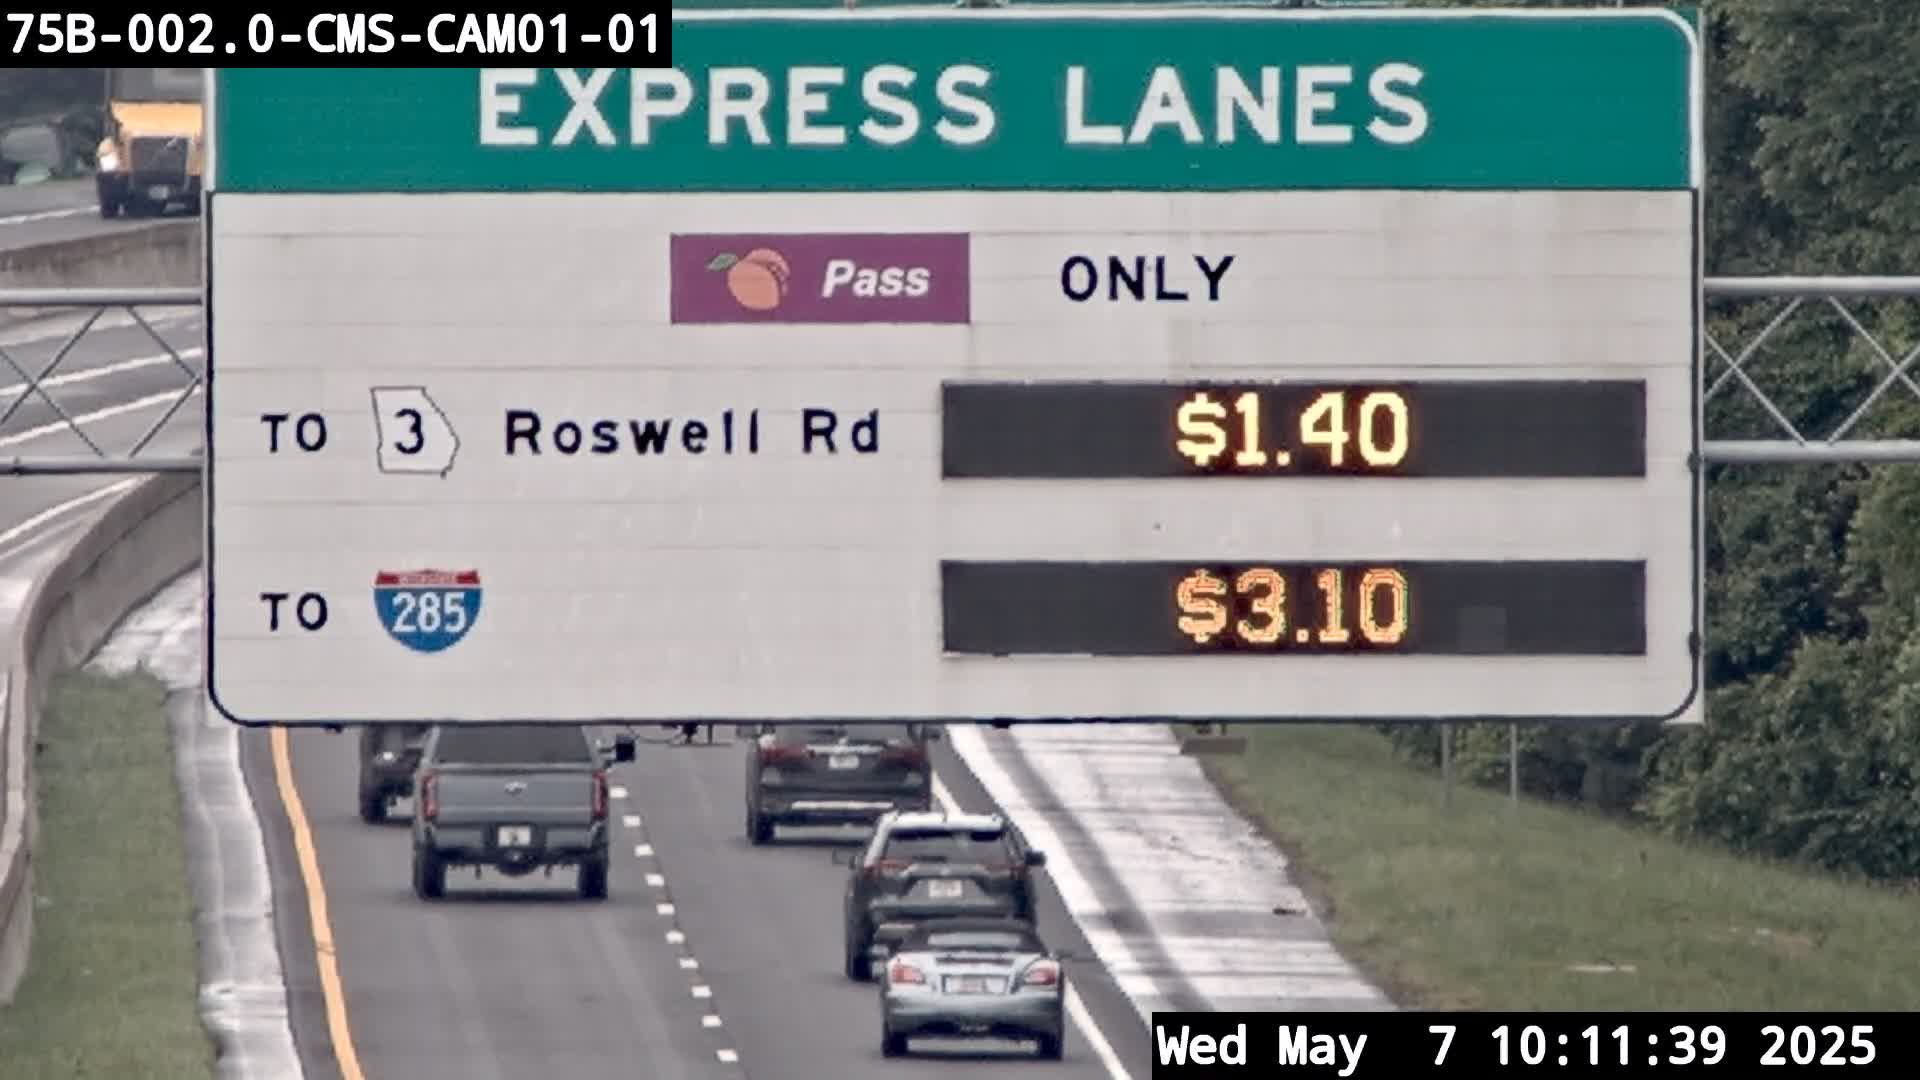 75B-002.0-CMS-CAM01-01
EXPRESS LANES
Pass ONLY
TO 3 Roswell Rd $1.40
TO 285 $3.10
Wed May 7 10:11:39 2025